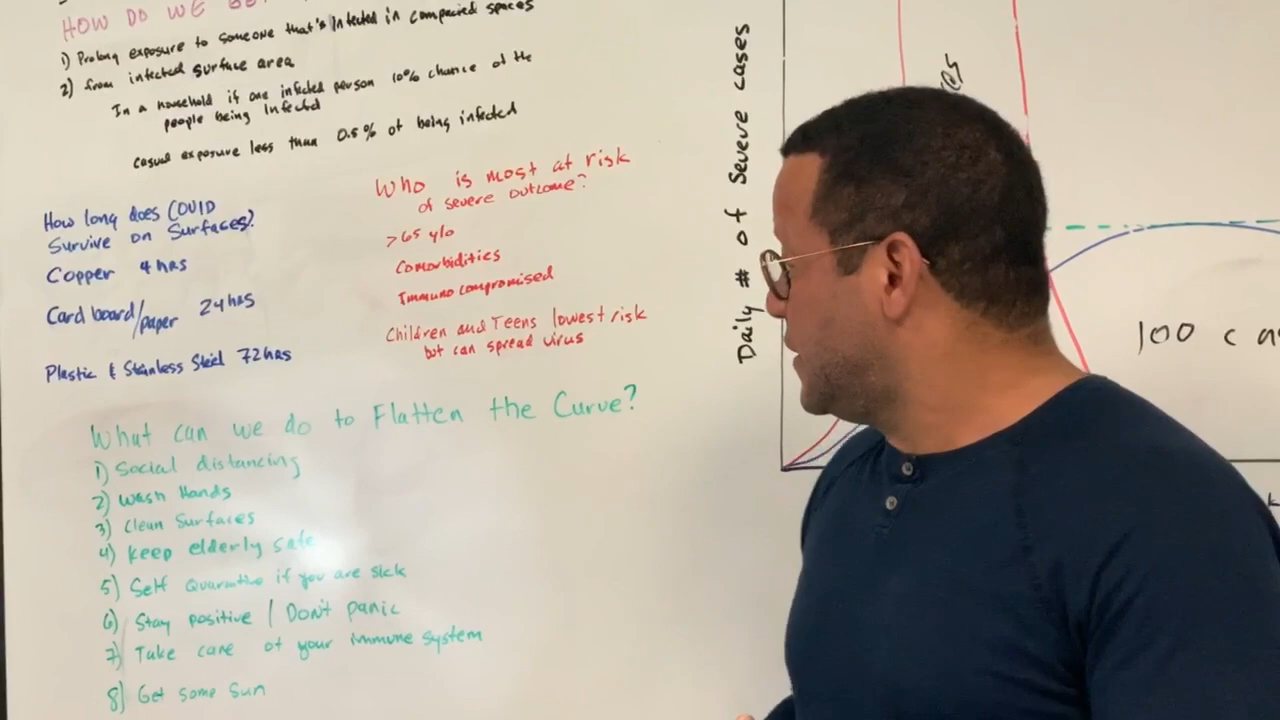 HOW DO WE
1) Prolong exposure to someone that's infected in compacted spaces
2) from infected surface area
In a household if one infected person 10% chance of the
people being infected
casual exposure less than 0.5% of being infected
How long does COVID
Survive on Surfaces?
Copper 4 hrs
Card board/paper 24 hrs
Plastic & Stainless Steel 72 hrs
Who is most at risk
of severe outcome?
>65 y/o
Comorbidities
Immunocompromised
Children and Teens lowest risk
but can spread virus
What can we do to Flatten the Curve?
1) Social distancing
2) Wash Hands
3) Clean Surfaces
4) Keep elderly safe
5) Self Quarantine if you are sick
6) Stay positive / Don't panic
7) Take care of your immune system
8) Get some Sun
Daily # of Severe cases
100